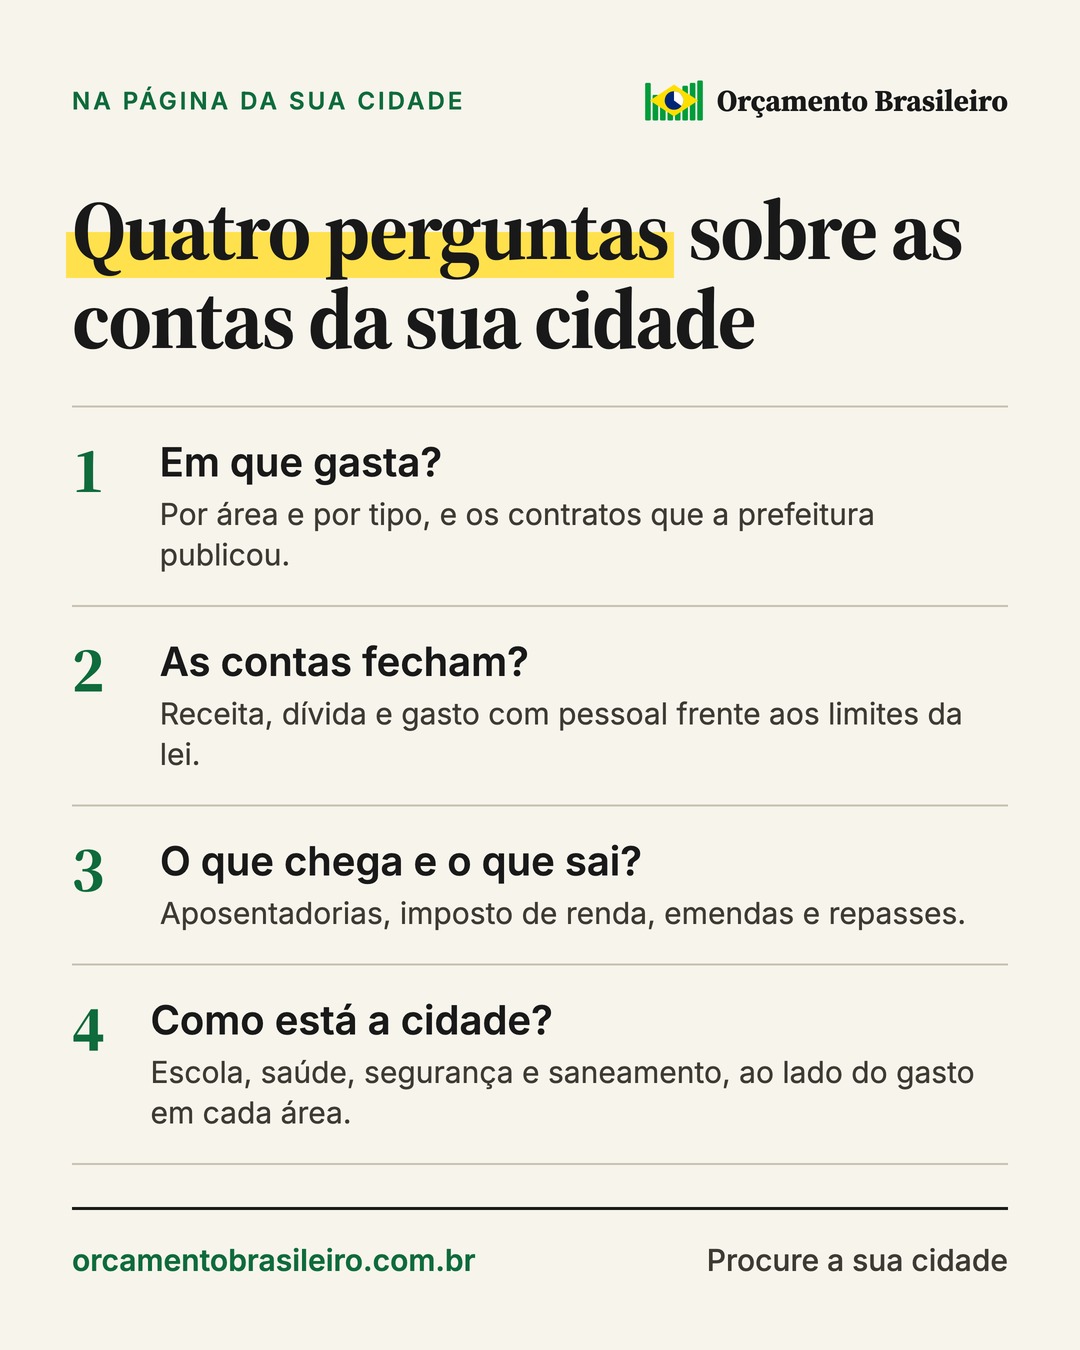 NA PÁGINA DA SUA CIDADE
Orçamento Brasileiro
Quatro perguntas sobre as
contas da sua cidade
1
Em que gasta?
Por área e por tipo, e os contratos que a prefeitura
publicou.
2
As contas fecham?
Receita, dívida e gasto com pessoal frente aos limites da
lei.
3
O que chega e o que sai?
Aposentadorias, imposto de renda, emendas e repasses.
4
Como está a cidade?
Escola, saúde, segurança e saneamento, ao lado do gasto
em cada área.
orcamentobrasileiro.com.br
Procure a sua cidade